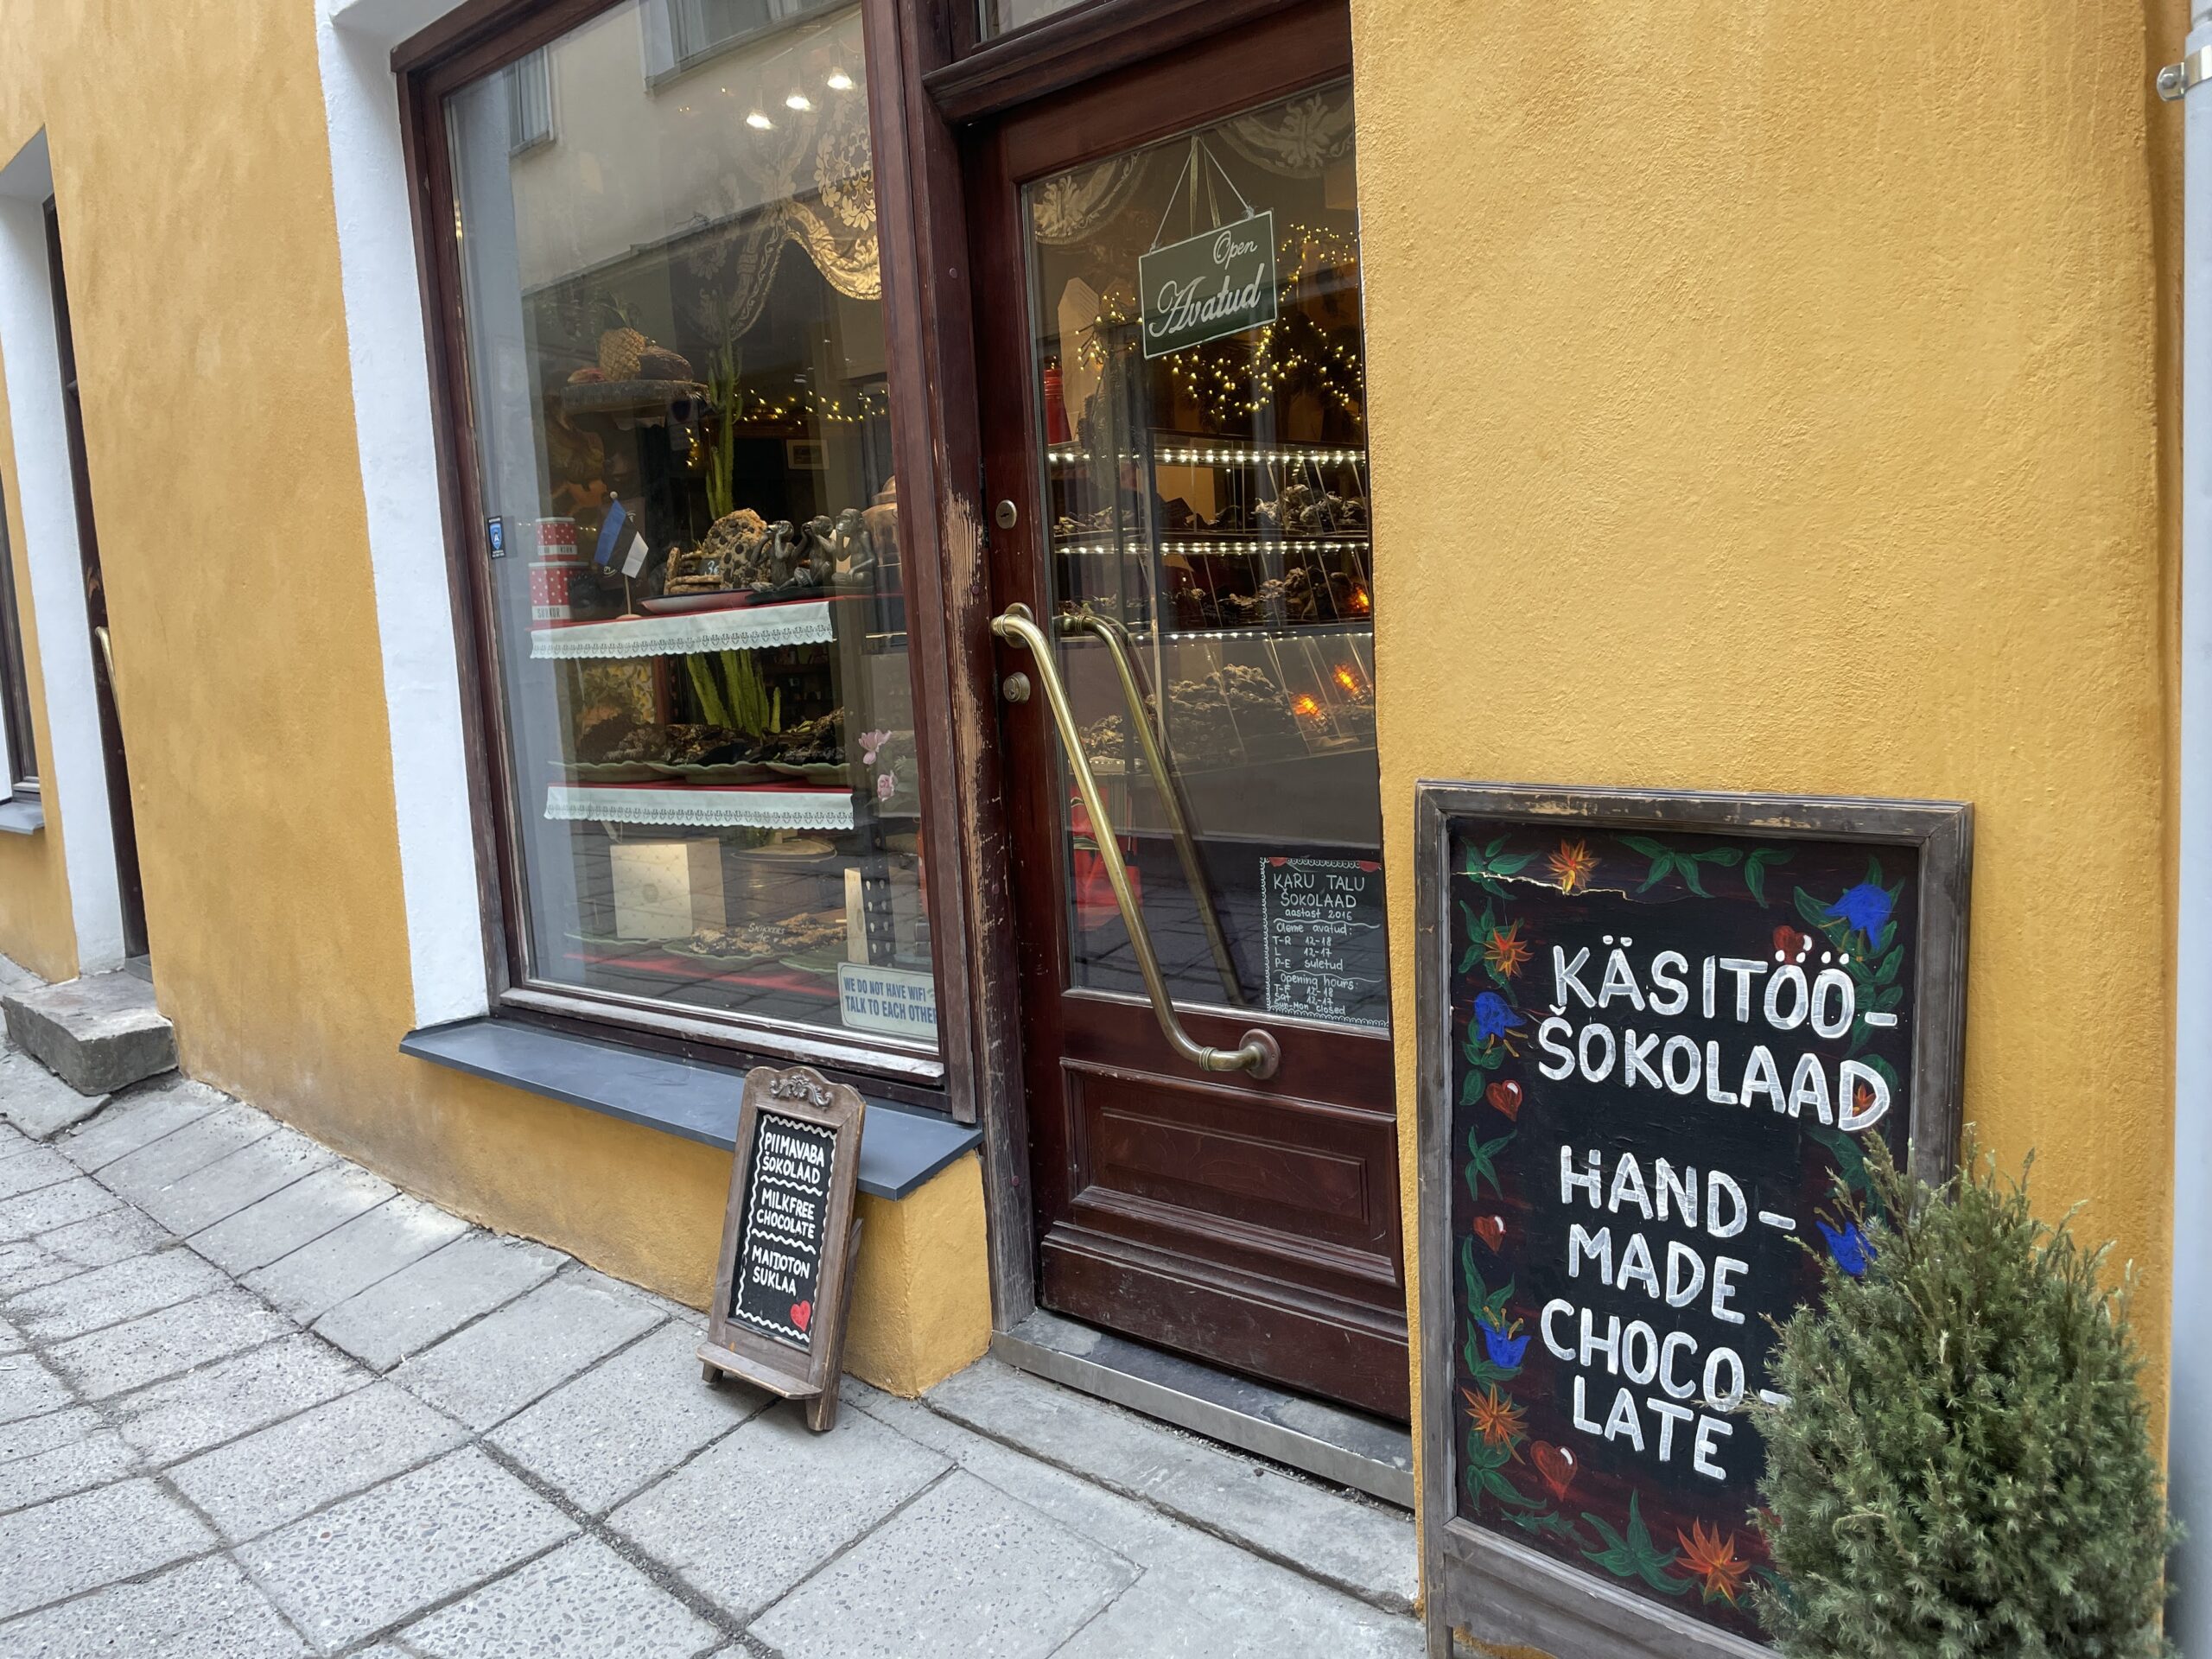 Open
Avatud
KARU TALU
ŠOKOLAAD
aastast 2016
Oleme avatud:
T-R 12-18
L 12-17
P-E suletud
Opening hours:
T-F 12-18
Sat 12-17
Sun-Mon closed
WE DO NOT HAVE WIFI
TALK TO EACH OTHER
PIIMAVABA
ŠOKOLAAD
MILKFREE
CHOCOLATE
MAIDOTON
SUKLAA
KÄSITÖÖ-
ŠOKOLAAD
HAND-
MADE
CHOCO-
LATE